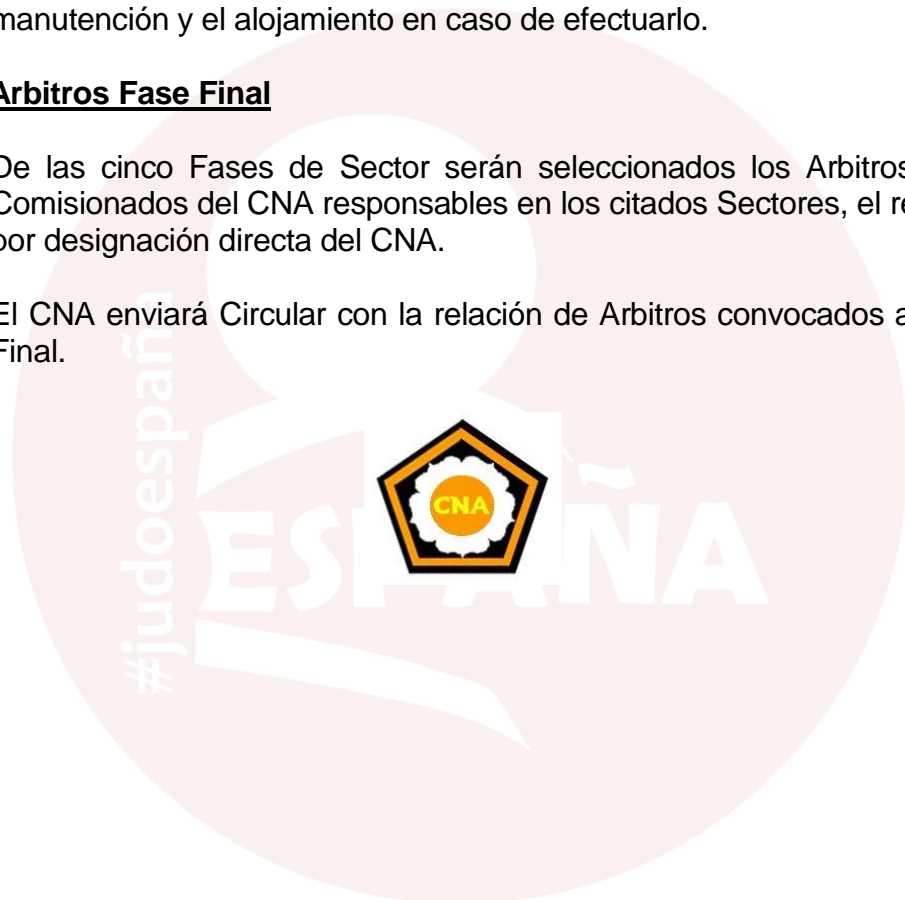 manutención y el alojamiento en caso de efectuarlo.
Arbitros Fase Final
De las cinco Fases de Sector serán seleccionados los Arbitros
Comisionados del CNA responsables en los citados Sectores, el re
por designación directa del CNA.
El CNA enviará Circular con la relación de Arbitros convocados a
Final.
CNA
#judoespaña
ESPAÑA